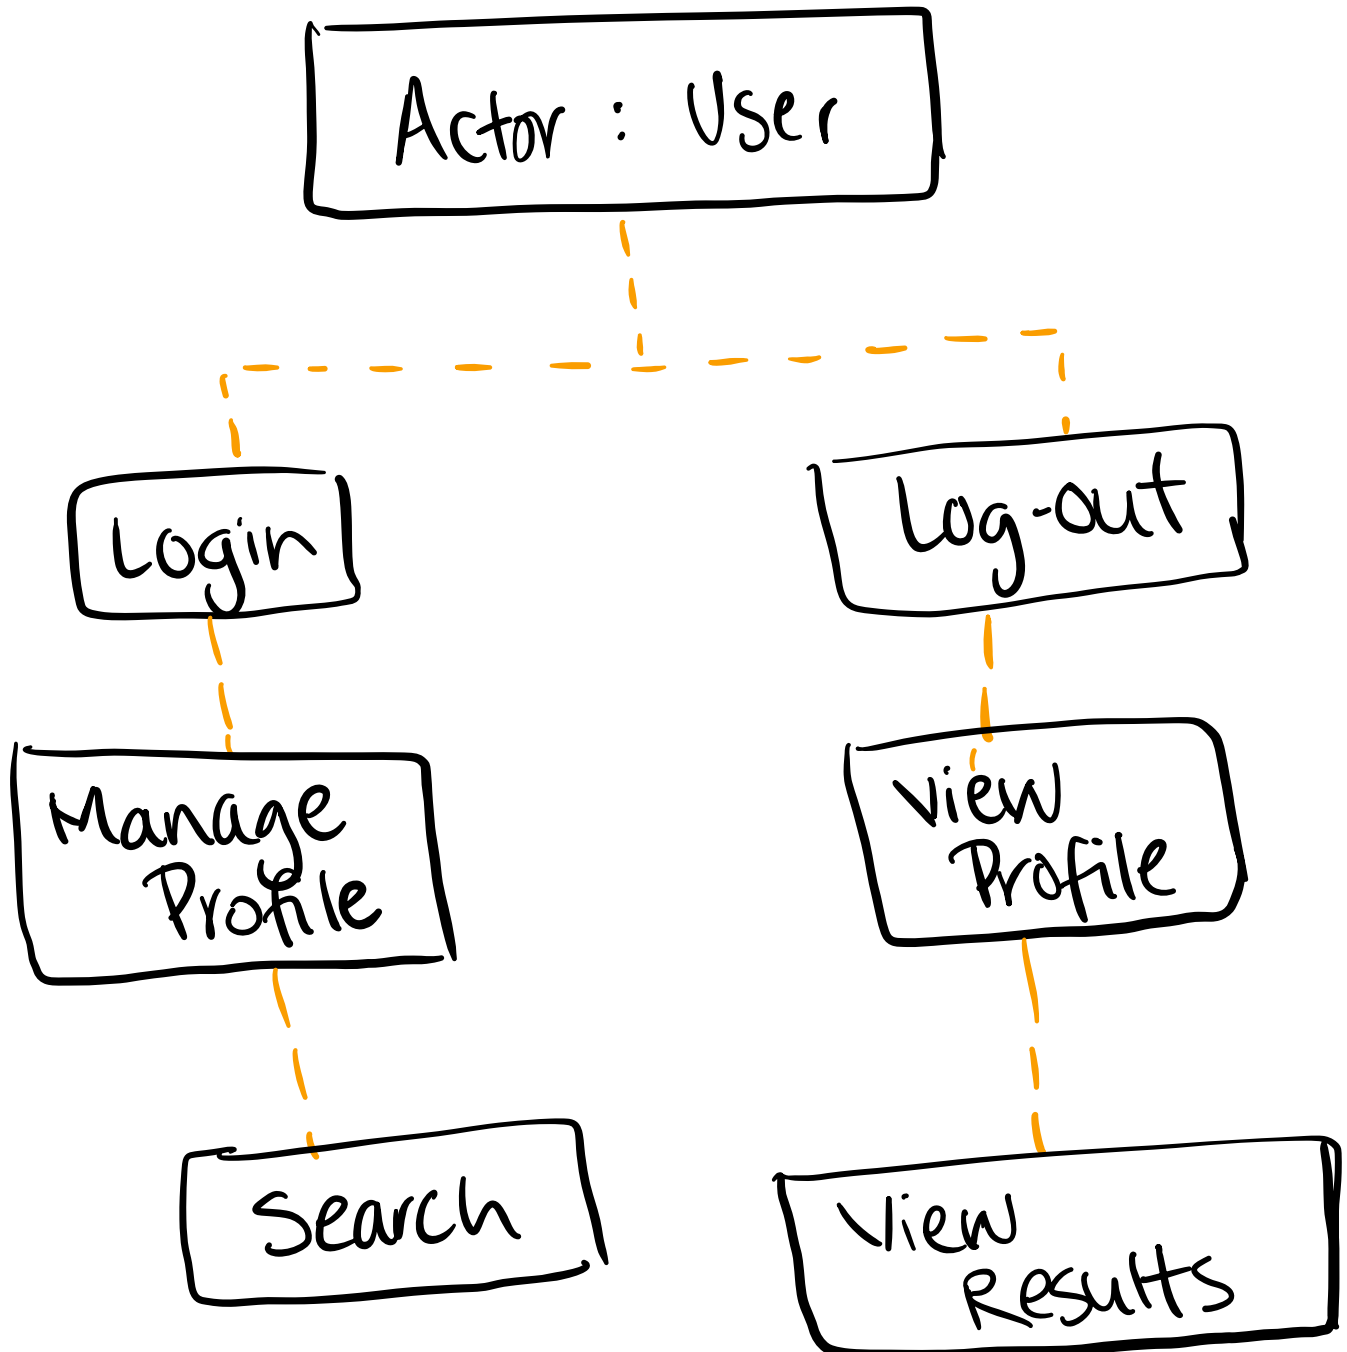 Actor : User
Login
Log-out
Manage
Profile
View
Profile
Search
View
Results